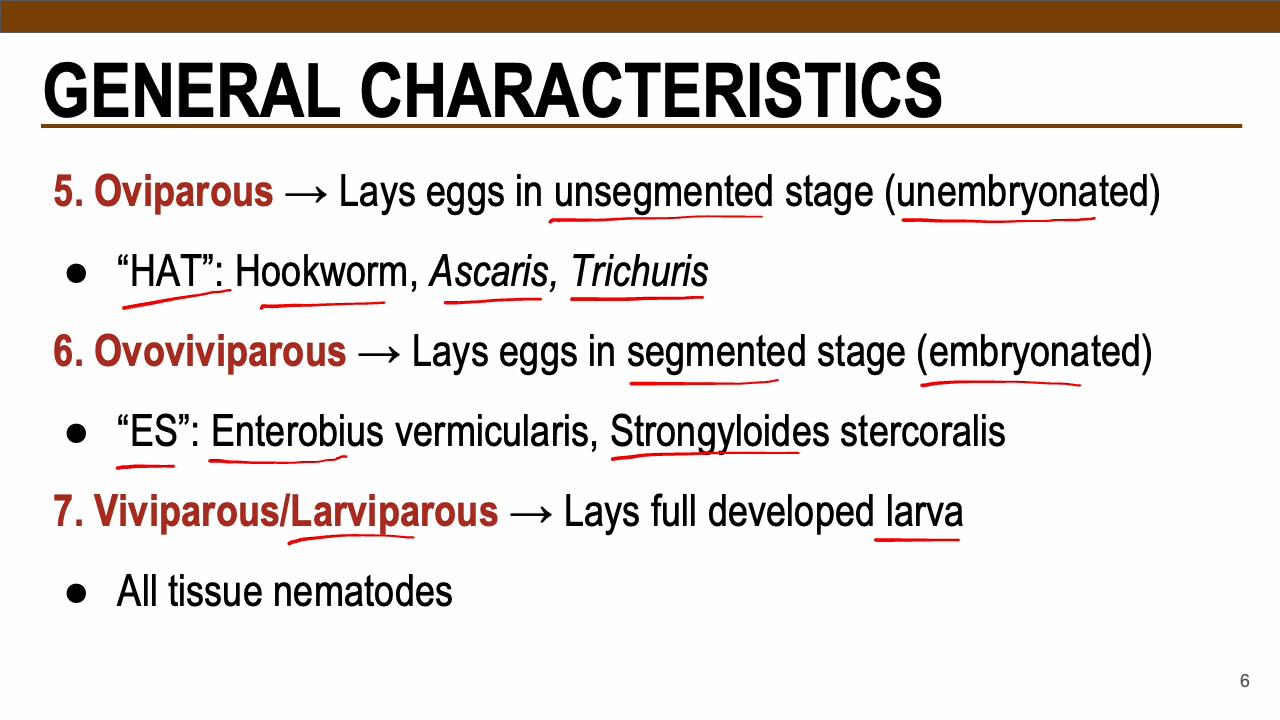 GENERAL CHARACTERISTICS
5. Oviparous → Lays eggs in unsegmented stage (unembryonated)
● “HAT”: Hookworm, Ascaris, Trichuris
6. Ovoviviparous → Lays eggs in segmented stage (embryonated)
● “ES”: Enterobius vermicularis, Strongyloides stercoralis
7. Viviparous/Larviparous → Lays full developed larva
● All tissue nematodes
6